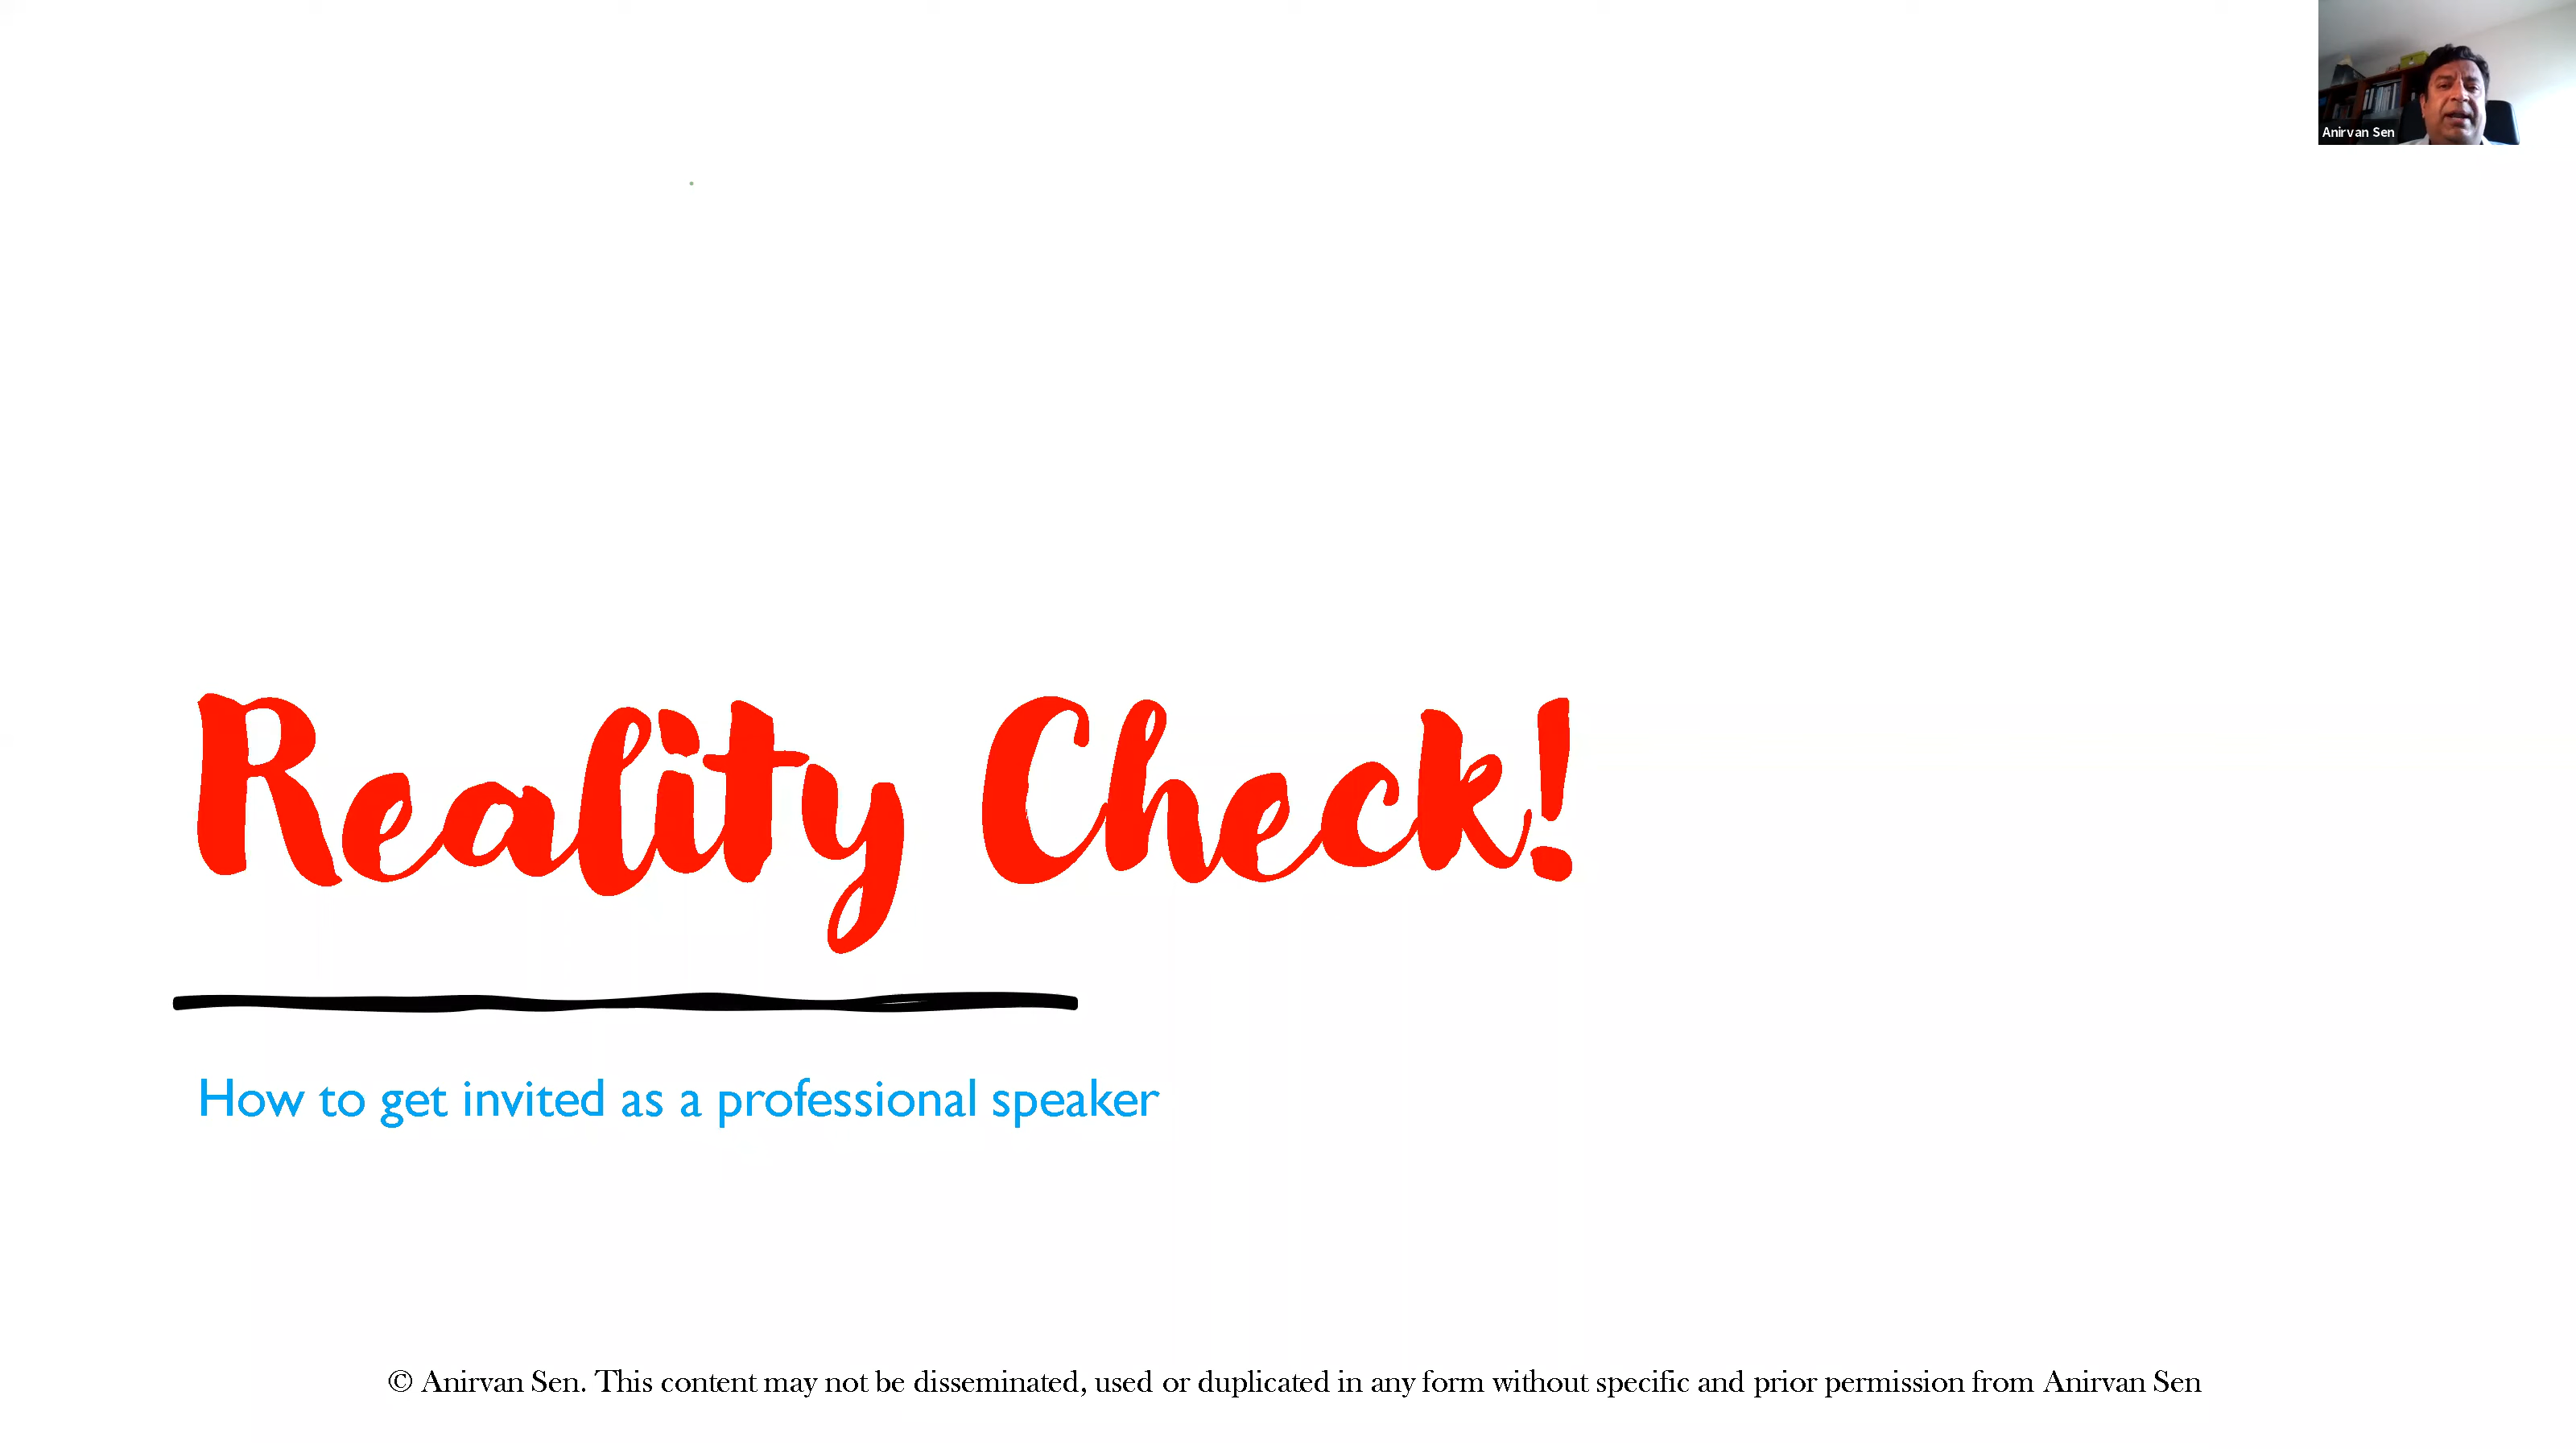 Anirvan Sen
Reality Check!
How to get invited as a professional speaker
© Anirvan Sen. This content may not be disseminated, used or duplicated in any form without specific and prior permission from Anirvan Sen